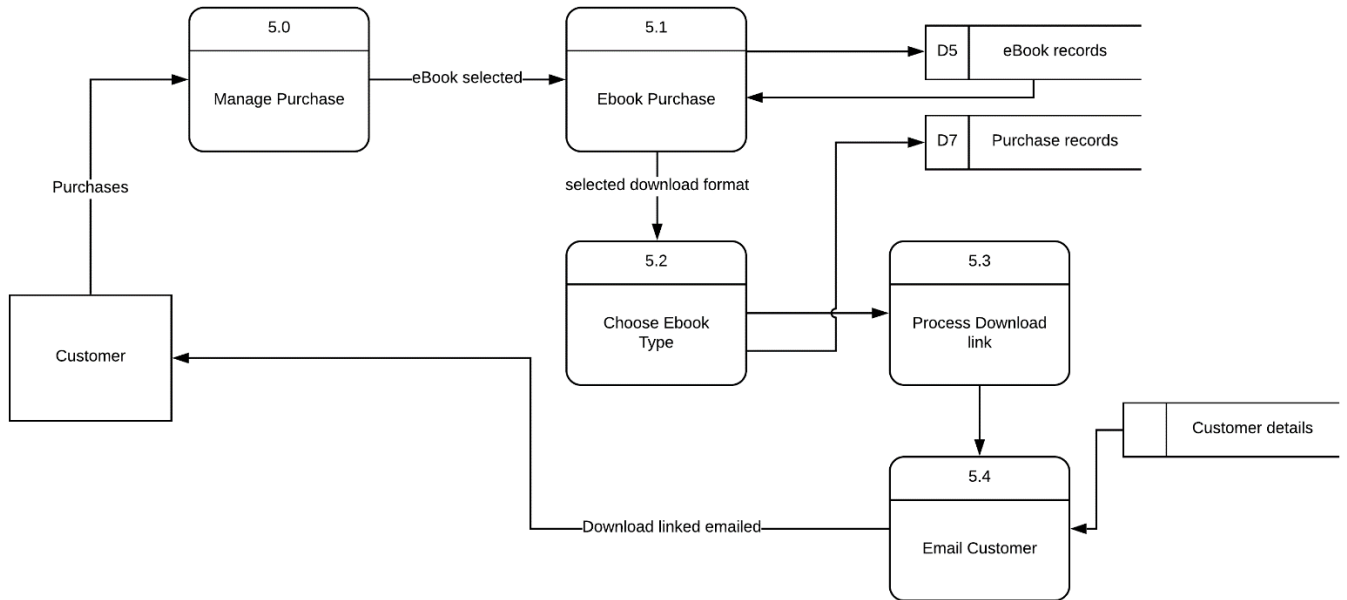 5.0
Manage Purchase
eBook selected
5.1
Ebook Purchase
D5
eBook records
D7
Purchase records
Purchases
selected download format
5.2
Choose Ebook
Type
5.3
Process Download
link
Customer
Customer details
5.4
Email Customer
Download linked emailed